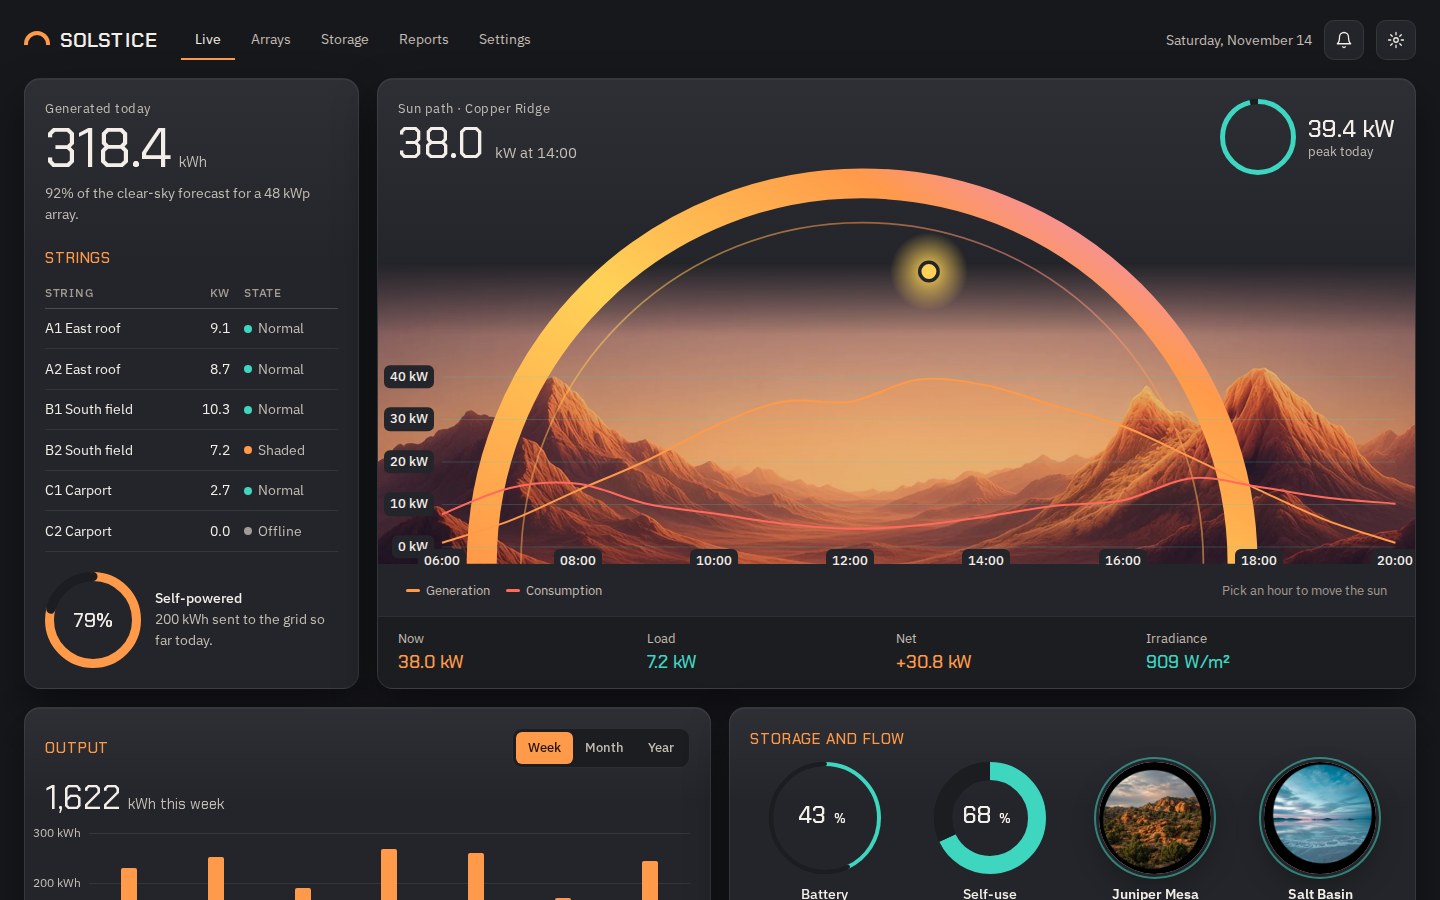 SOLSTICE
Live Arrays Storage Reports Settings
Saturday, November 14
Generated today
318.4 kWh
92% of the clear-sky forecast for a 48 kWp
array.
STRINGS
STRING KW STATE
A1 East roof 9.1 Normal
A2 East roof 8.7 Normal
B1 South field 10.3 Normal
B2 South field 7.2 Shaded
C1 Carport 2.7 Normal
C2 Carport 0.0 Offline
79%
Self-powered
200 kWh sent to the grid so
far today.
Sun path · Copper Ridge
38.0 kW at 14:00
39.4 kW
peak today
40 kW
30 kW
20 kW
10 kW
0 kW
06:00 08:00 10:00 12:00 14:00 16:00 18:00 20:00
Generation Consumption
Pick an hour to move the sun
Now Load Net Irradiance
38.0 kW 7.2 kW +30.8 kW 909 W/m²
OUTPUT
Week Month Year
1,622 kWh this week
300 kWh
200 kWh
STORAGE AND FLOW
43 % 68 %
Battery Self-use Juniper Mesa Salt Basin